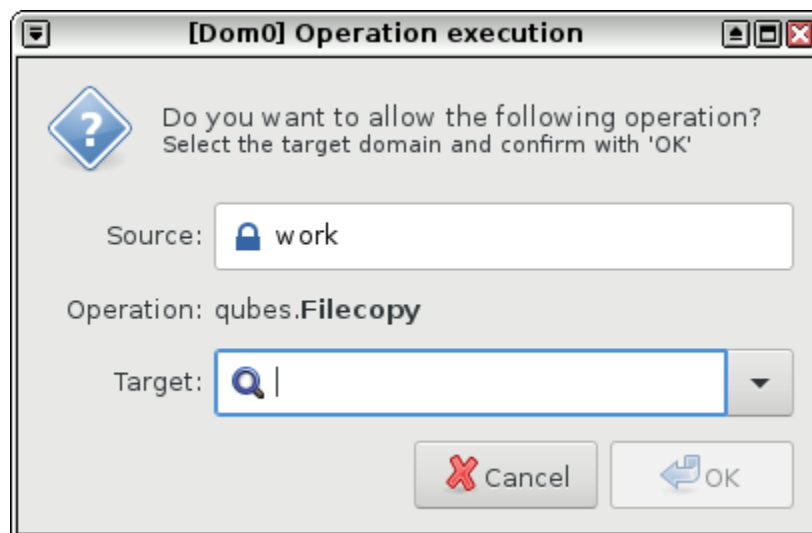 [Dom0] Operation execution
Do you want to allow the following operation?
Select the target domain and confirm with 'OK'
Source: work
Operation: qubes.Filecopy
Target:
Cancel OK